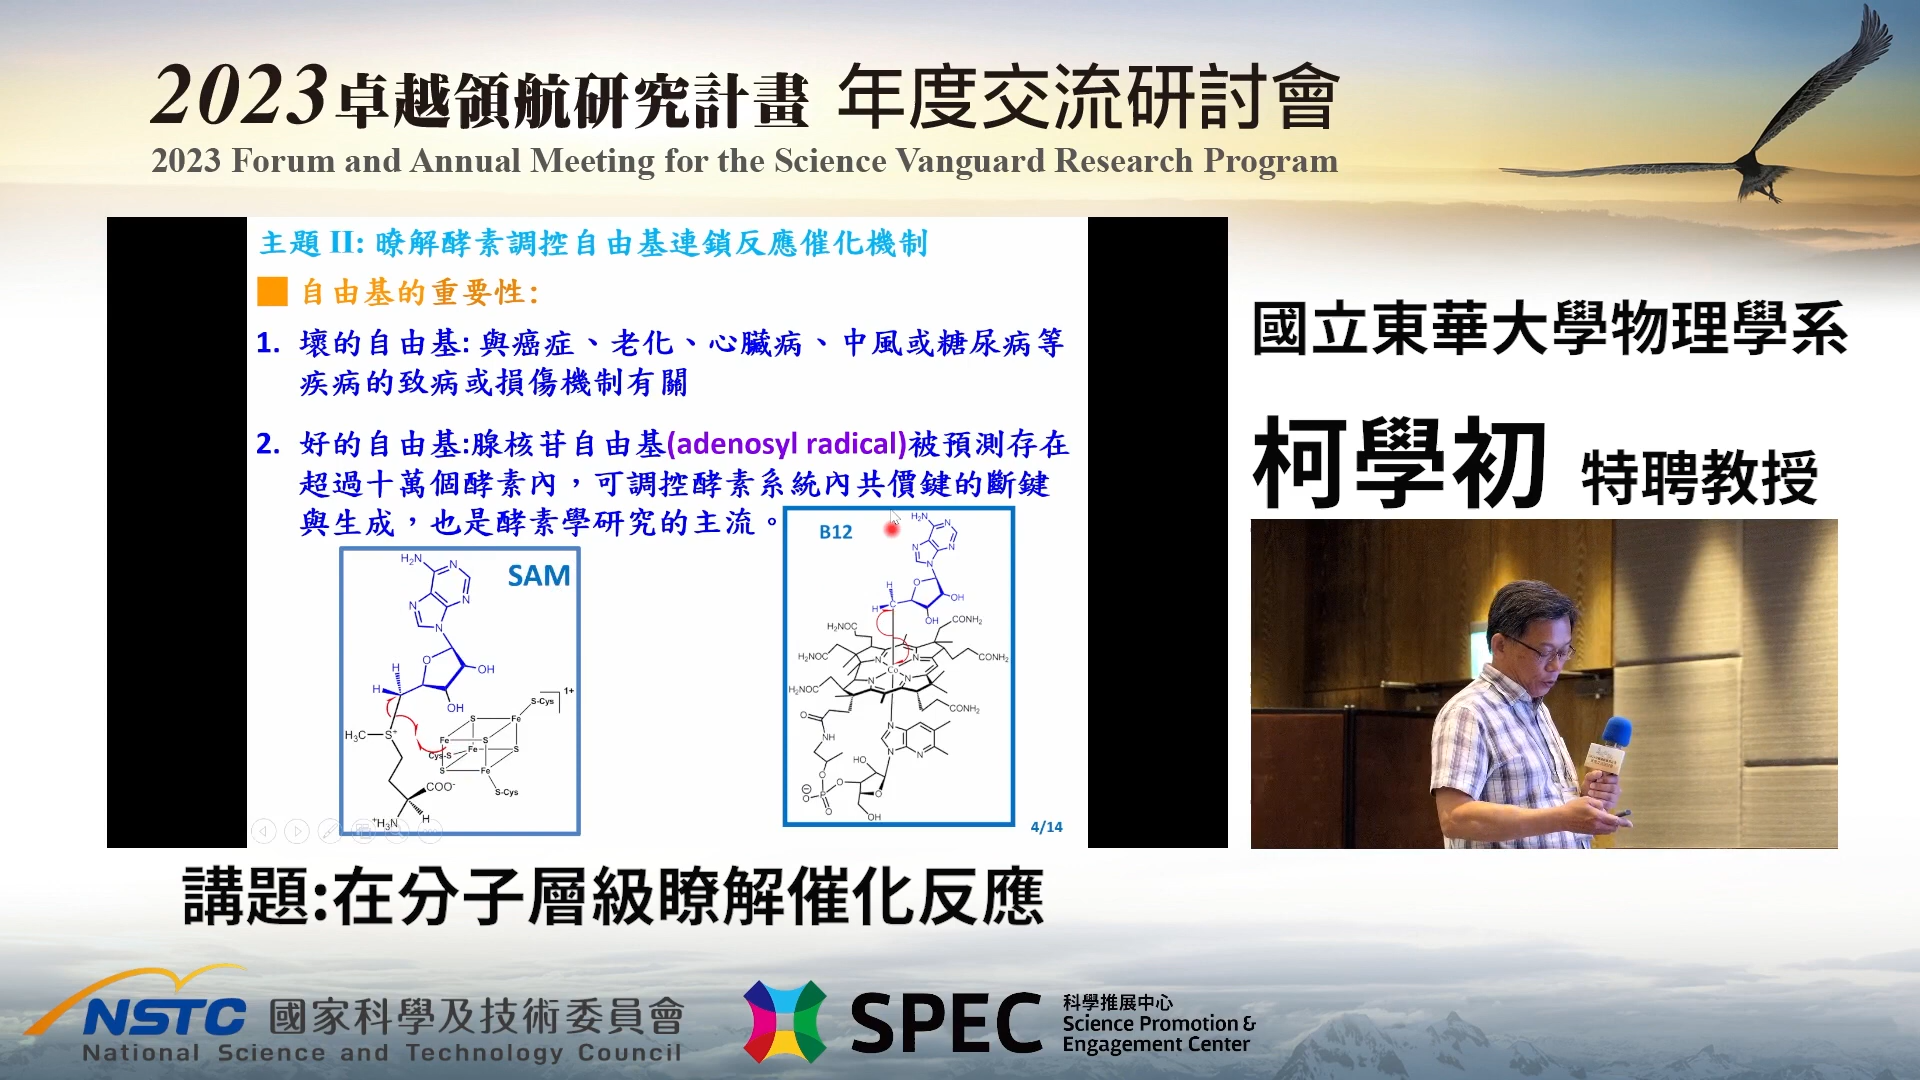 2023卓越領航研究計畫 年度交流研討會
2023 Forum and Annual Meeting for the Science Vanguard Research Program
主題 II: 瞭解酵素調控自由基連鎖反應催化機制
自由基的重要性:
1. 壞的自由基: 與癌症、老化、心臟病、中風或糖尿病等
疾病的致病或損傷機制有關
2. 好的自由基:腺核苷自由基(adenosyl radical)被預測存在
超過十萬個酵素內，可調控酵素系統內共價鍵的斷鍵
與生成，也是酵素學研究的主流。
SAM
H₂N
N
N
N
N
O
OH
OH
H
H
H₃C
S⁺
COO⁻
⁺H₃N
H
S-Cys
1+
S
Fe
Fe
S
Fe
S
Cys-S
S
Fe
S-Cys
B12
H₂N
N
N
N
N
H
O
OH
H
C
OH
CONH₂
H₂NOC
H₂NOC
CONH₂
N
N
Co
N
N
H₂NOC
CONH₂
O
NH
N
N
N
HO
O
O
P
O
O
O
OH
4/14
國立東華大學物理學系
柯學初 特聘教授
講題:在分子層級瞭解催化反應
NSTC 國家科學及技術委員會
National Science and Technology Council
SPEC
科學推展中心
Science Promotion &
Engagement Center